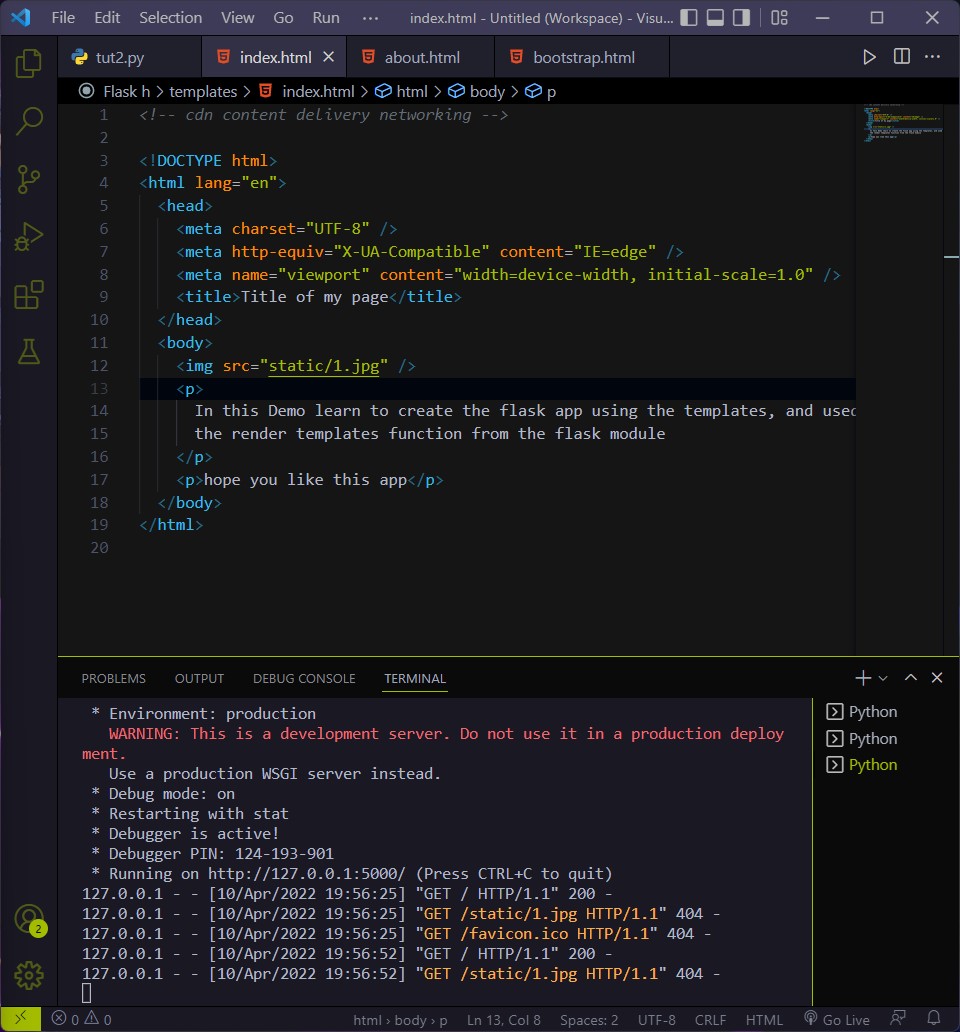 File Edit Selection View Go Run ··· index.html - Untitled (Workspace) - Visu...
tut2.py index.html about.html bootstrap.html
Flask h > templates > index.html > html > body > p
1 <!-- cdn content delivery networking -->
2
3 <!DOCTYPE html>
4 <html lang="en">
5 <head>
6 <meta charset="UTF-8" />
7 <meta http-equiv="X-UA-Compatible" content="IE=edge" />
8 <meta name="viewport" content="width=device-width, initial-scale=1.0" />
9 <title>Title of my page</title>
10 </head>
11 <body>
12 <img src="static/1.jpg" />
13 <p>
14 In this Demo learn to create the flask app using the templates, and used
15 the render templates function from the flask module
16 </p>
17 <p>hope you like this app</p>
18 </body>
19 </html>
20
PROBLEMS OUTPUT DEBUG CONSOLE TERMINAL
* Environment: production
WARNING: This is a development server. Do not use it in a production deploy
ment.
Use a production WSGI server instead.
* Debug mode: on
* Restarting with stat
* Debugger is active!
* Debugger PIN: 124-193-901
* Running on http://127.0.0.1:5000/ (Press CTRL+C to quit)
127.0.0.1 - - [10/Apr/2022 19:56:25] "GET / HTTP/1.1" 200 -
127.0.0.1 - - [10/Apr/2022 19:56:25] "GET /static/1.jpg HTTP/1.1" 404 -
127.0.0.1 - - [10/Apr/2022 19:56:25] "GET /favicon.ico HTTP/1.1" 404 -
127.0.0.1 - - [10/Apr/2022 19:56:52] "GET / HTTP/1.1" 200 -
127.0.0.1 - - [10/Apr/2022 19:56:52] "GET /static/1.jpg HTTP/1.1" 404 -
Python
Python
Python
2
0 0 html > body > p Ln 13, Col 8 Spaces: 2 UTF-8 CRLF HTML Go Live